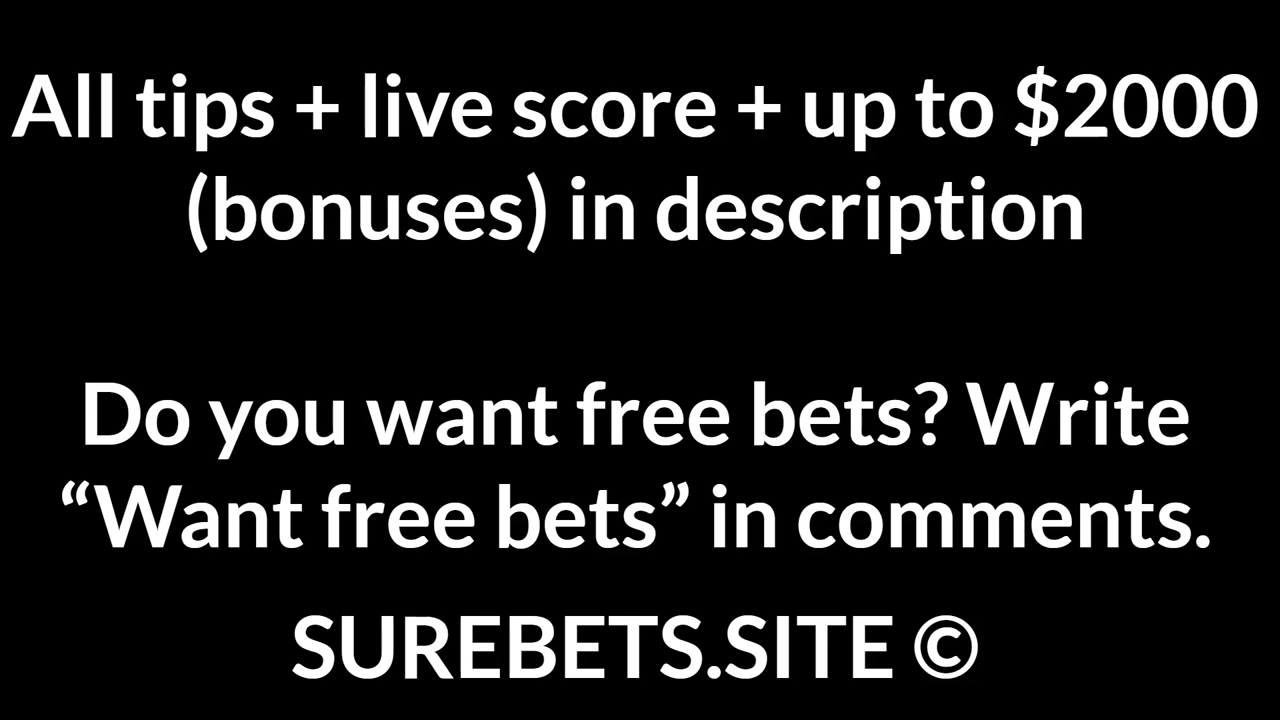 All tips + live score + up to $2000
(bonuses) in description
Do you want free bets? Write
“Want free bets” in comments.
SUREBETS.SITE ©